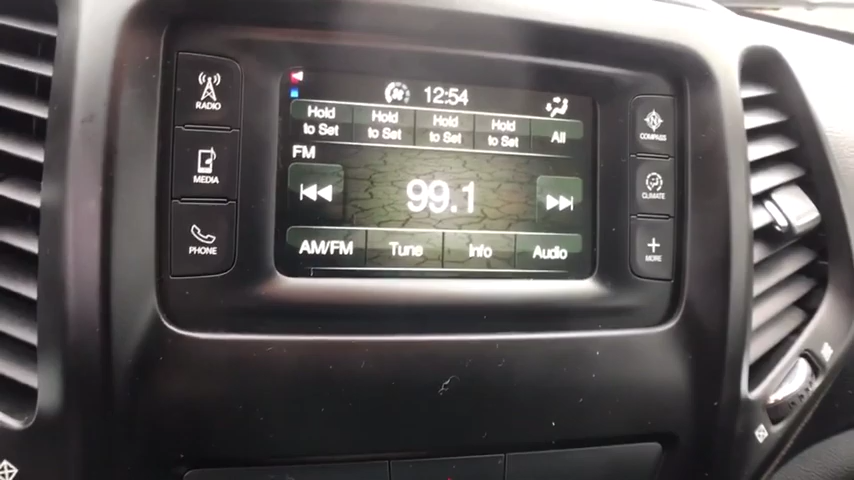 12:54
Hold to Set
Hold to Set
Hold to Set
Hold to Set
All
FM
99.1
AM/FM
Tune
Info
Audio
RADIO
MEDIA
PHONE
COMPASS
CLIMATE
MORE